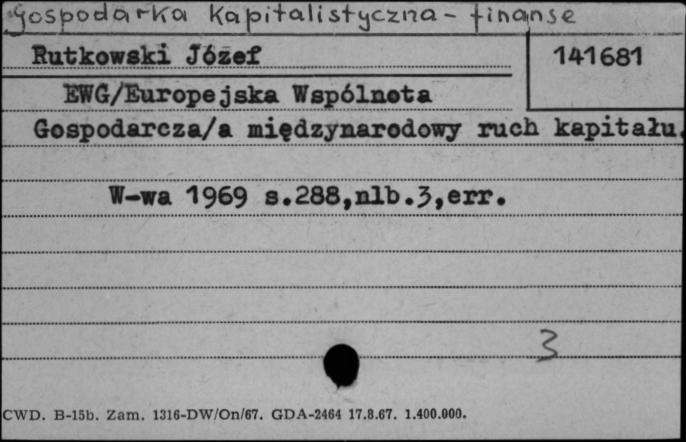 Gospodarka kapitalistyczna - finanse
Rutkowski Józef
141681
EWG/Europejska Wspólnota
Gospodarcza/a międzynarodowy ruch kapitału.
W-wa 1969 s.288,nlb.3,err.
3
CWD. B-15b. Zam. 1316-DW/On/67. GDA-2464 17.8.67. 1.400.000.